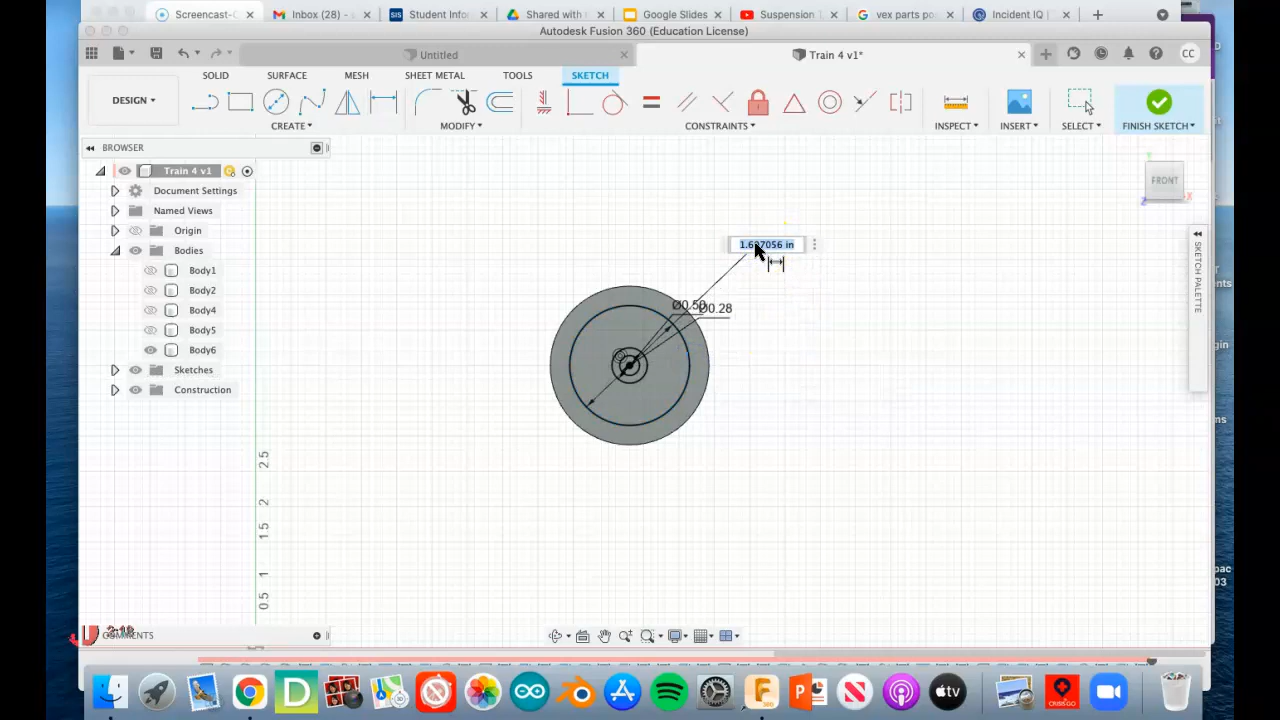 Screencast-O
Inbox (28) -
SIS Student Info
Shared with
Google Slides
Suspension
vex parts po
Incident IQ
Autodesk Fusion 360 (Education License)
Untitled
Train 4 v1*
CC
SOLID SURFACE MESH SHEET METAL TOOLS SKETCH
DESIGN
CREATE MODIFY CONSTRAINTS INSPECT INSERT SELECT FINISH SKETCH
BROWSER
Train 4 v1
Document Settings
Named Views
Origin
Bodies
Body1
Body2
Body4
Body5
Body6
Sketches
Construction
FRONT
SKETCH PALETTE
Ø0.50
Ø0.28
2.5
2
1.5
1
0.5
COMMENTS